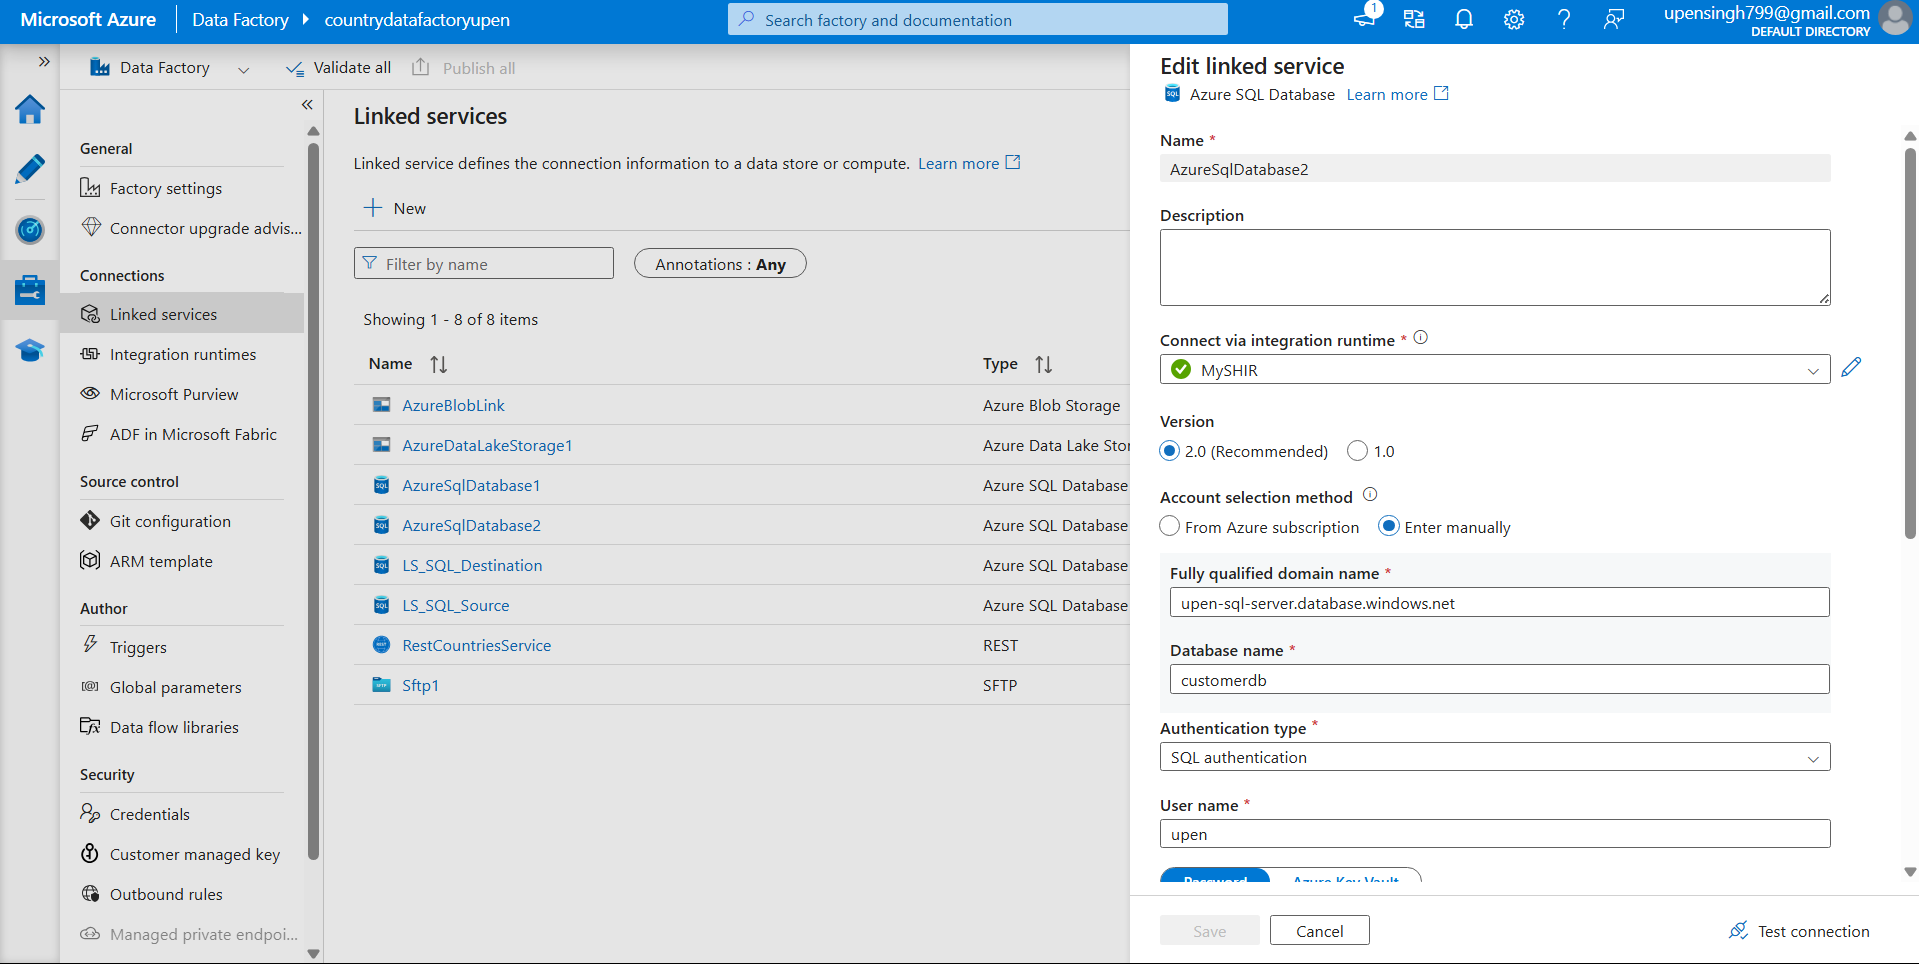 Microsoft Azure
Data Factory
countrydatafactoryupen
Search factory and documentation
1
upensingh799@gmail.com
DEFAULT DIRECTORY
Data Factory
Validate all
Publish all
General
Factory settings
Connector upgrade advis...
Connections
Linked services
Integration runtimes
Microsoft Purview
ADF in Microsoft Fabric
Source control
Git configuration
ARM template
Author
Triggers
Global parameters
Data flow libraries
Security
Credentials
Customer managed key
Outbound rules
Managed private endpoi...
Linked services
Linked service defines the connection information to a data store or compute. Learn more
New
Filter by name
Annotations : Any
Showing 1 - 8 of 8 items
Name Type
AzureBlobLink Azure Blob Storage
AzureDataLakeStorage1 Azure Data Lake Stor
AzureSqlDatabase1 Azure SQL Database
AzureSqlDatabase2 Azure SQL Database
LS_SQL_Destination Azure SQL Database
LS_SQL_Source Azure SQL Database
RestCountriesService REST
Sftp1 SFTP
Edit linked service
Azure SQL Database Learn more
Name *
AzureSqlDatabase2
Description
Connect via integration runtime *
MySHIR
Version
2.0 (Recommended) 1.0
Account selection method
From Azure subscription Enter manually
Fully qualified domain name *
upen-sql-server.database.windows.net
Database name *
customerdb
Authentication type *
SQL authentication
User name *
upen
Password Azure Key Vault
Save Cancel Test connection